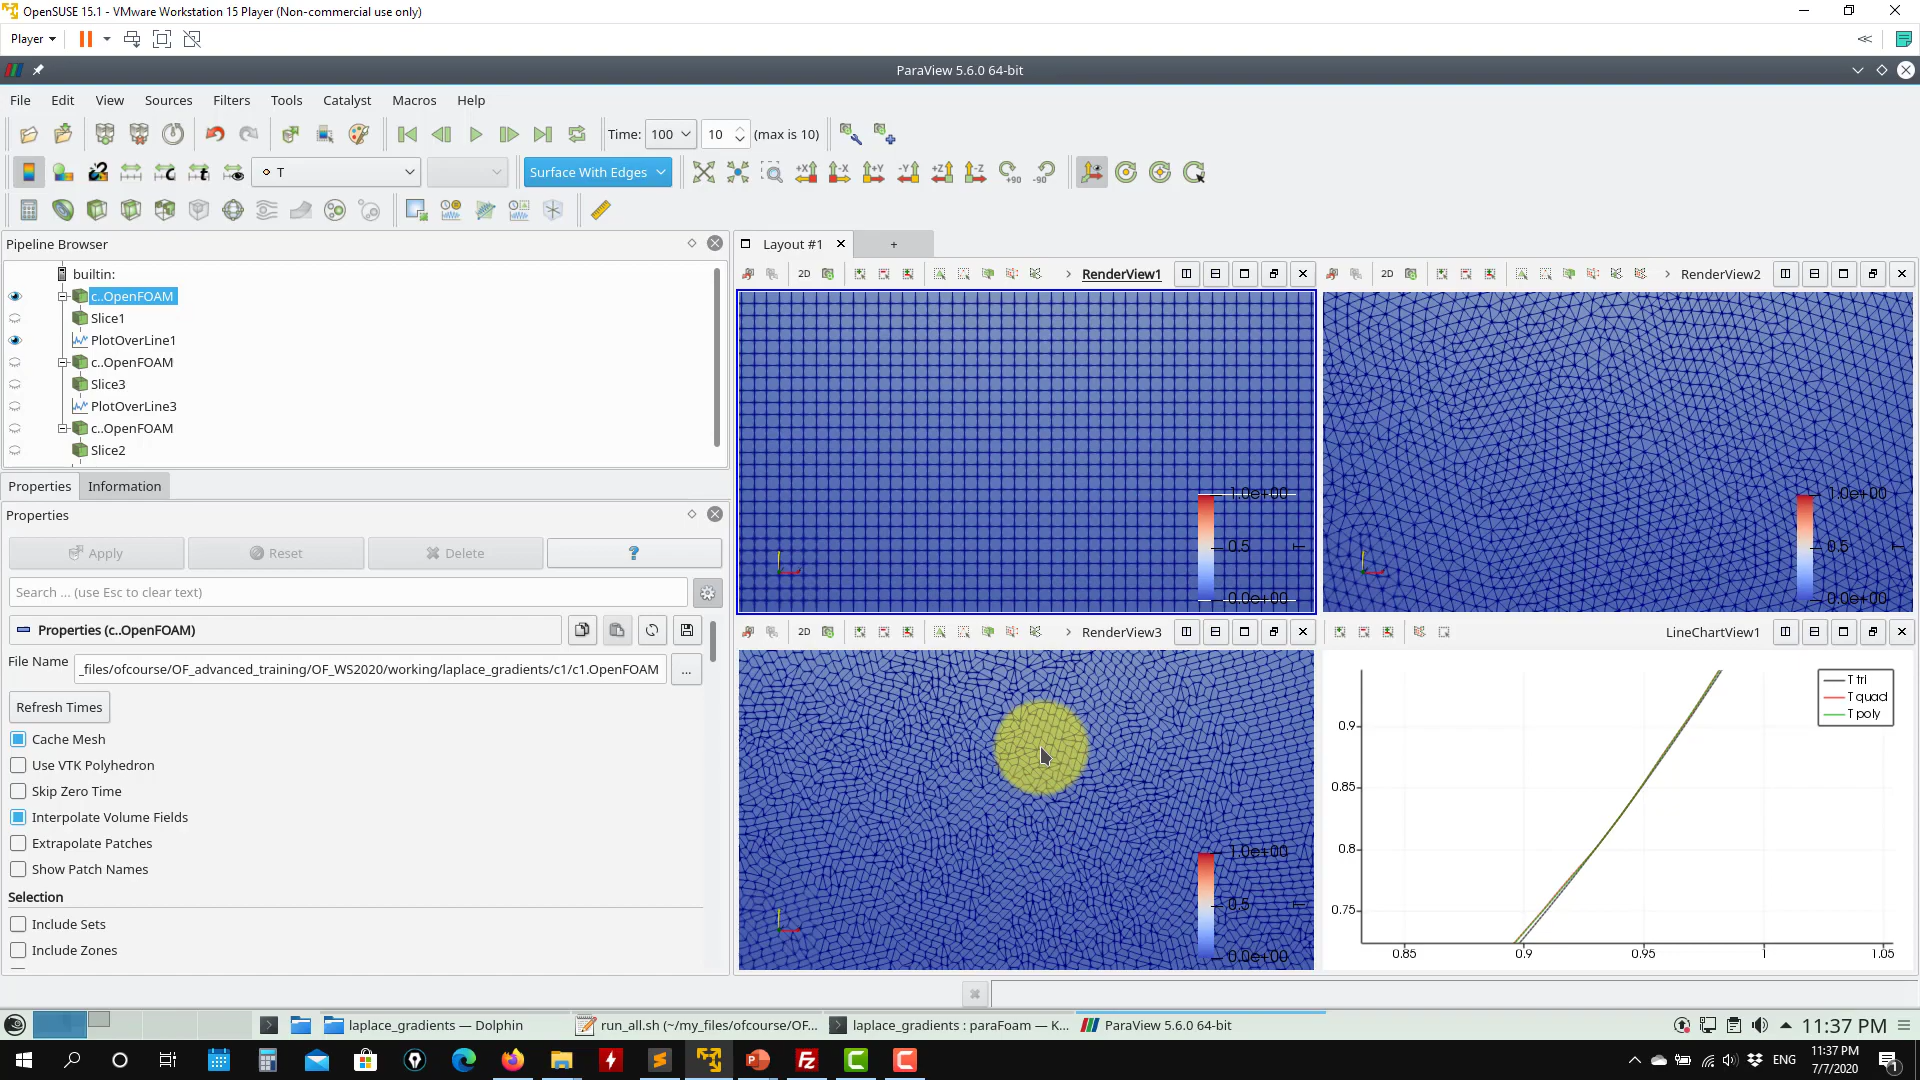 OpenSUSE 15.1 - VMware Workstation 15 Player (Non-commercial use only)
Player
ParaView 5.6.0 64-bit
File Edit View Sources Filters Tools Catalyst Macros Help
Time: 100 10 (max is 10)
T Surface With Edges +X -X +Y -Y +Z -Z +90 -90
Pipeline Browser
builtin:
c..OpenFOAM
Slice1
PlotOverLine1
c..OpenFOAM
Slice3
PlotOverLine3
c..OpenFOAM
Slice2
Properties Information
Properties
Apply Reset Delete ?
Search ... (use Esc to clear text)
Properties (c..OpenFOAM)
File Name _files/ofcourse/OF_advanced_training/OF_WS2020/working/laplace_gradients/c1/c1.OpenFOAM ...
Refresh Times
Cache Mesh
Use VTK Polyhedron
Skip Zero Time
Interpolate Volume Fields
Extrapolate Patches
Show Patch Names
Selection
Include Sets
Include Zones
Layout #1 +
2D RenderView1
1.0e+00
0.5
0.0e+00
2D RenderView2
1.0e+00
0.5
0.0e+00
2D RenderView3
1.0e+00
0.5
0.0e+00
LineChartView1
T tri
T quad
T poly
0.9
0.85
0.8
0.75
0.85 0.9 0.95 1 1.05
laplace_gradients — Dolphin run_all.sh (~/my_files/ofcourse/OF... laplace_gradients : paraFoam — K... ParaView 5.6.0 64-bit 11:37 PM
ENG 11:37 PM
7/7/2020
1